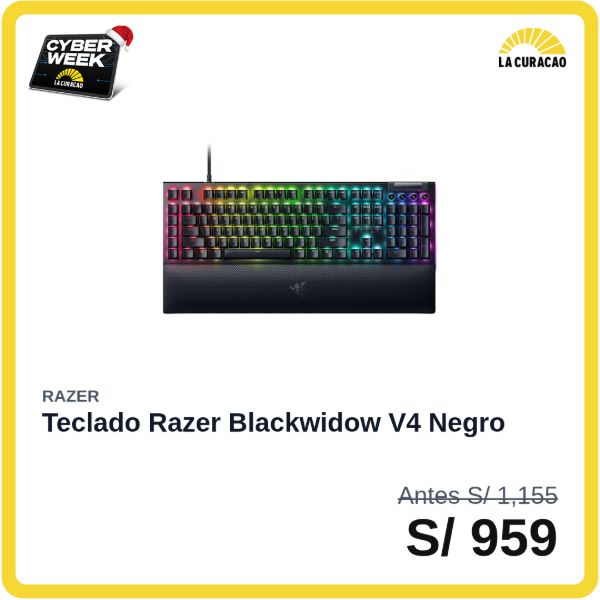 CYBER
WEEK
LA CURACAO
LA CURACAO
RAZER
Teclado Razer Blackwidow V4 Negro
Antes S/ 1,155
S/ 959